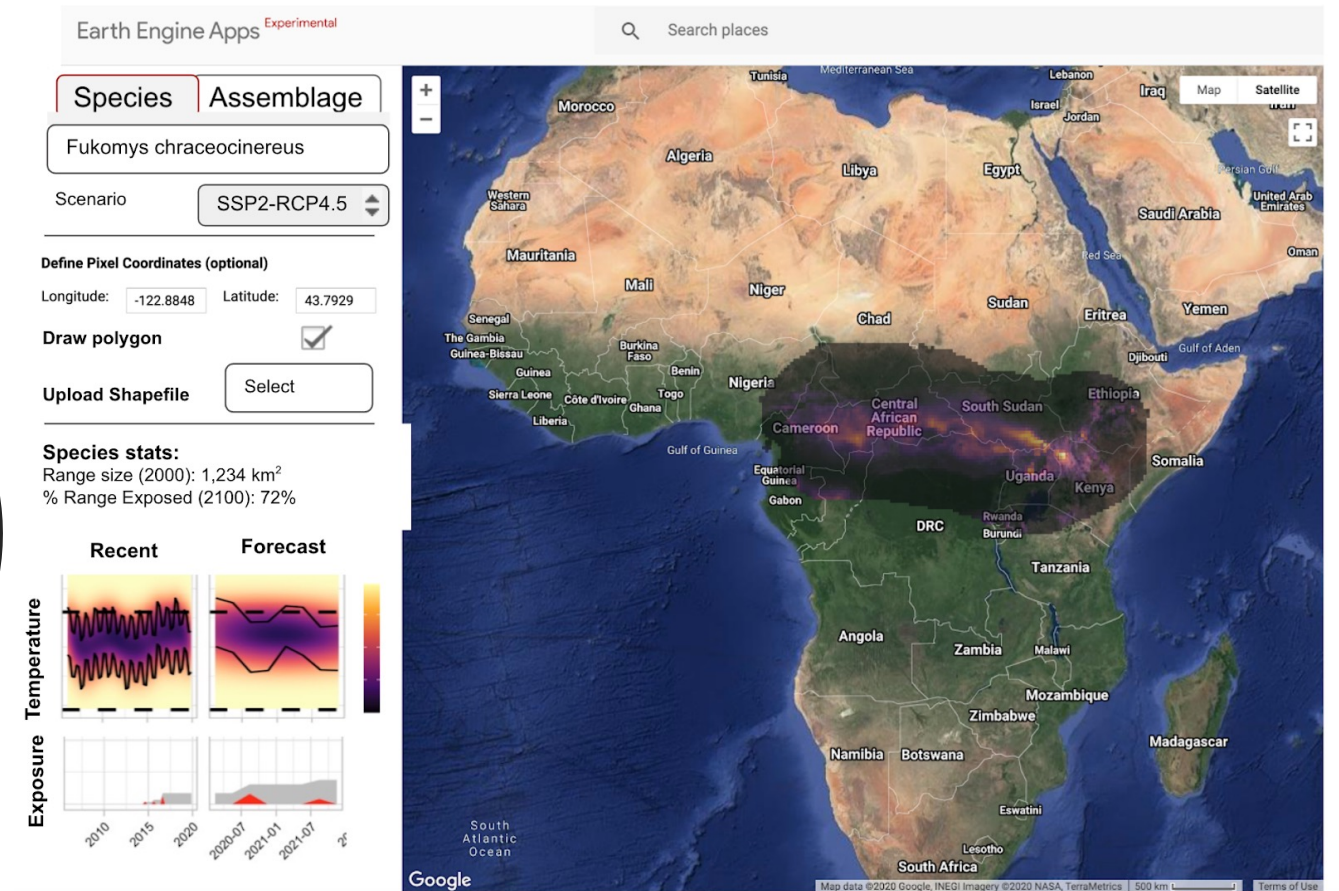 Earth Engine Apps Experimental
Search places
Species
Assemblage
Fukomys chraceocinereus
Scenario
SSP2-RCP4.5
Define Pixel Coordinates (optional)
Longitude:
-122.8848
Latitude:
43.7929
Draw polygon
Upload Shapefile
Select
Species stats:
Range size (2000): 1,234 km2
% Range Exposed (2100): 72%
Recent
Forecast
Temperature
Exposure
2010
2015
2020
2020-07
2021-01
2021-07
+
−
Map
Satellite
Tunisia
Mediterranean Sea
Lebanon
Iraq
Iran
Morocco
Israel
Jordan
Algeria
Libya
Egypt
Persian Gulf
Western
Sahara
United Arab
Emirates
Saudi Arabia
Mauritania
Red Sea
Oman
Mali
Niger
Sudan
Yemen
Senegal
Chad
Eritrea
The Gambia
Guinea-Bissau
Burkina
Faso
Djibouti
Gulf of Aden
Guinea
Benin
Nigeria
Ethiopia
Sierra Leone
Côte d'Ivoire
Togo
Ghana
Central
African
Republic
South Sudan
Liberia
Cameroon
Gulf of Guinea
Somalia
Equatorial
Guinea
Uganda
Kenya
Gabon
Rwanda
DRC
Burundi
Tanzania
Angola
Zambia
Malawi
Mozambique
Zimbabwe
Madagascar
Namibia
Botswana
Eswatini
South
Atlantic
Ocean
Lesotho
South Africa
Google
Map data ©2020 Google, INEGI Imagery ©2020 NASA, TerraMetrics
500 km
Terms of Use